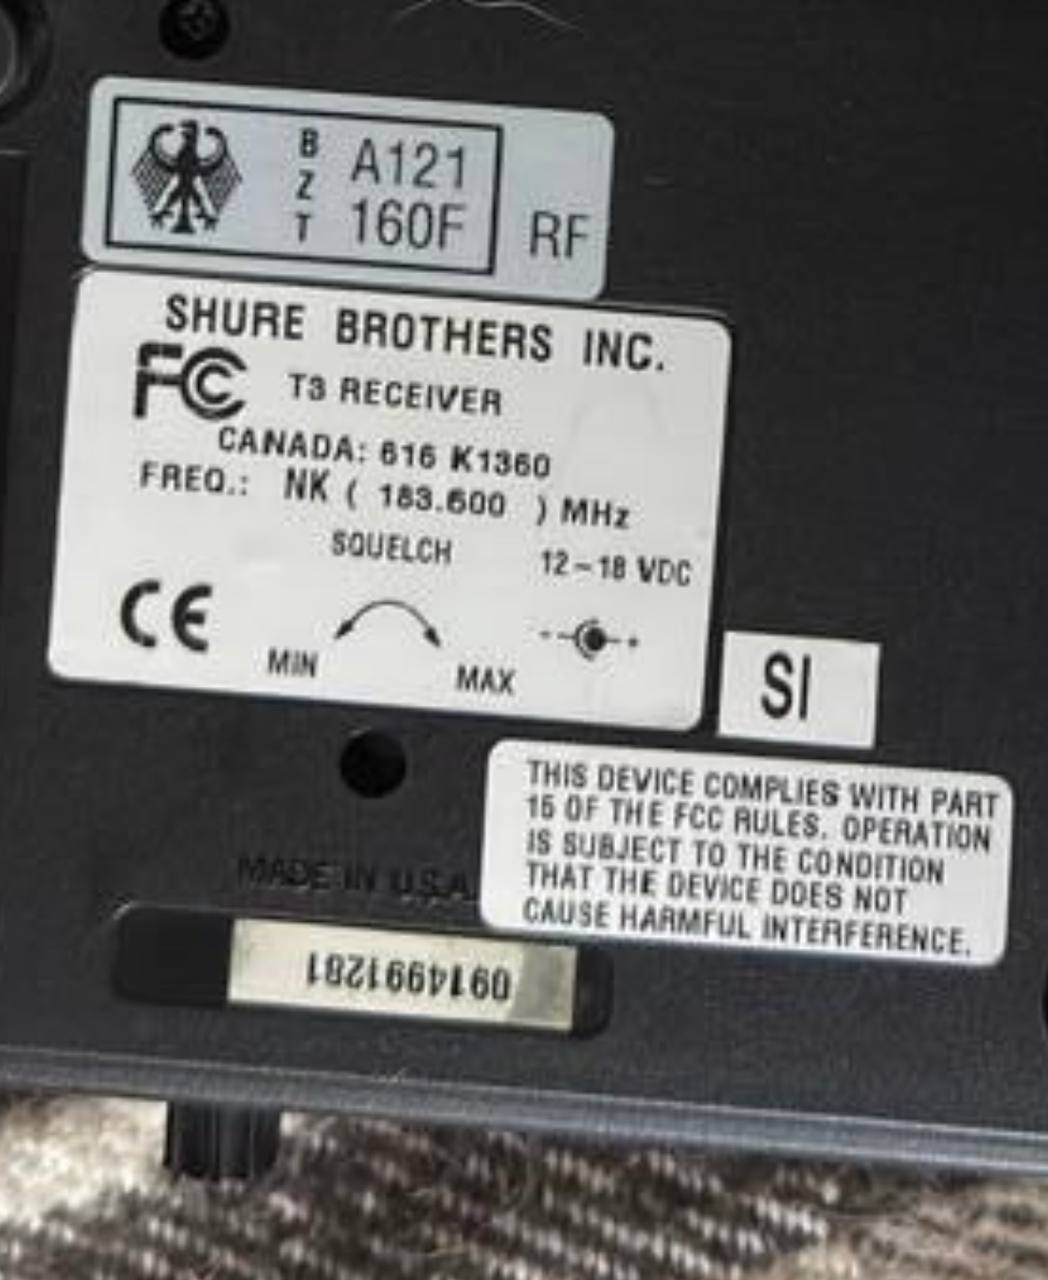 B
Z
T
A121
160F
RF
SHURE BROTHERS INC.
FC T3 RECEIVER
CANADA: 616 K1360
FREQ.: NK ( 183.600 ) MHz
SQUELCH 12-18 VDC
CE
MIN MAX
SI
THIS DEVICE COMPLIES WITH PART
15 OF THE FCC RULES. OPERATION
IS SUBJECT TO THE CONDITION
THAT THE DEVICE DOES NOT
CAUSE HARMFUL INTERFERENCE.
MADE IN U.S.A.
0914991281